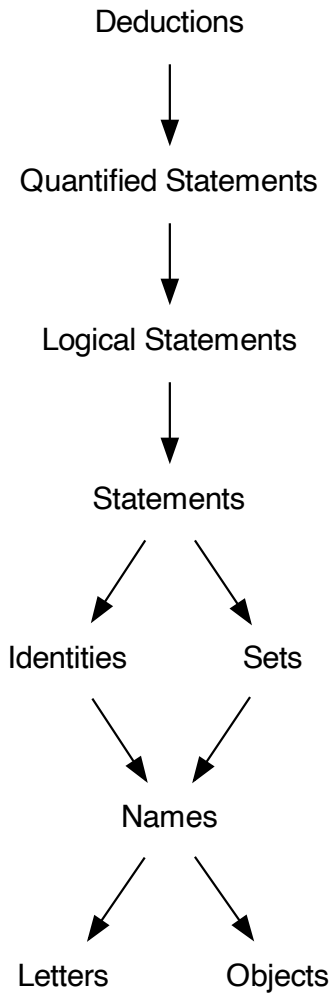 Deductions
Quantified Statements
Logical Statements
Statements
Identities
Sets
Names
Letters
Objects